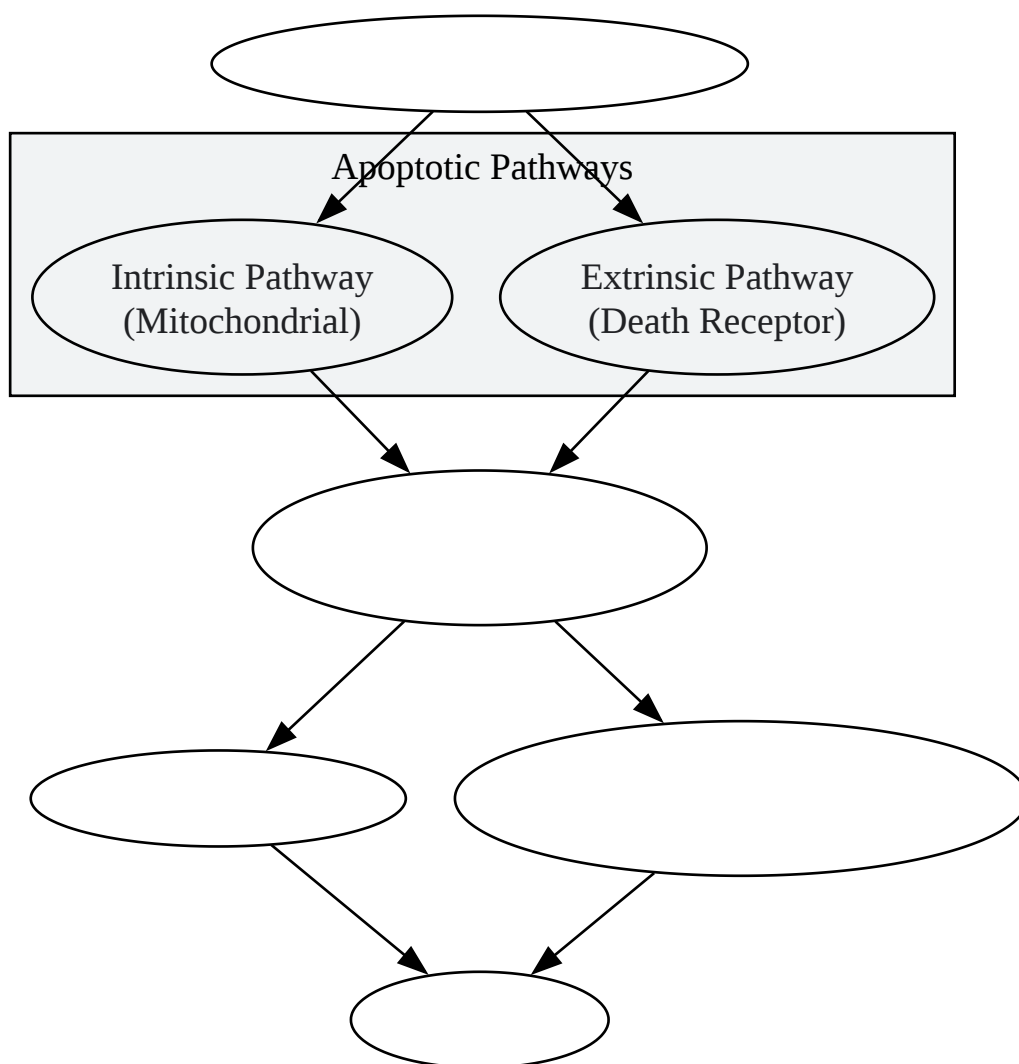 Apoptotic Pathways
Intrinsic Pathway
(Mitochondrial)
Extrinsic Pathway
(Death Receptor)